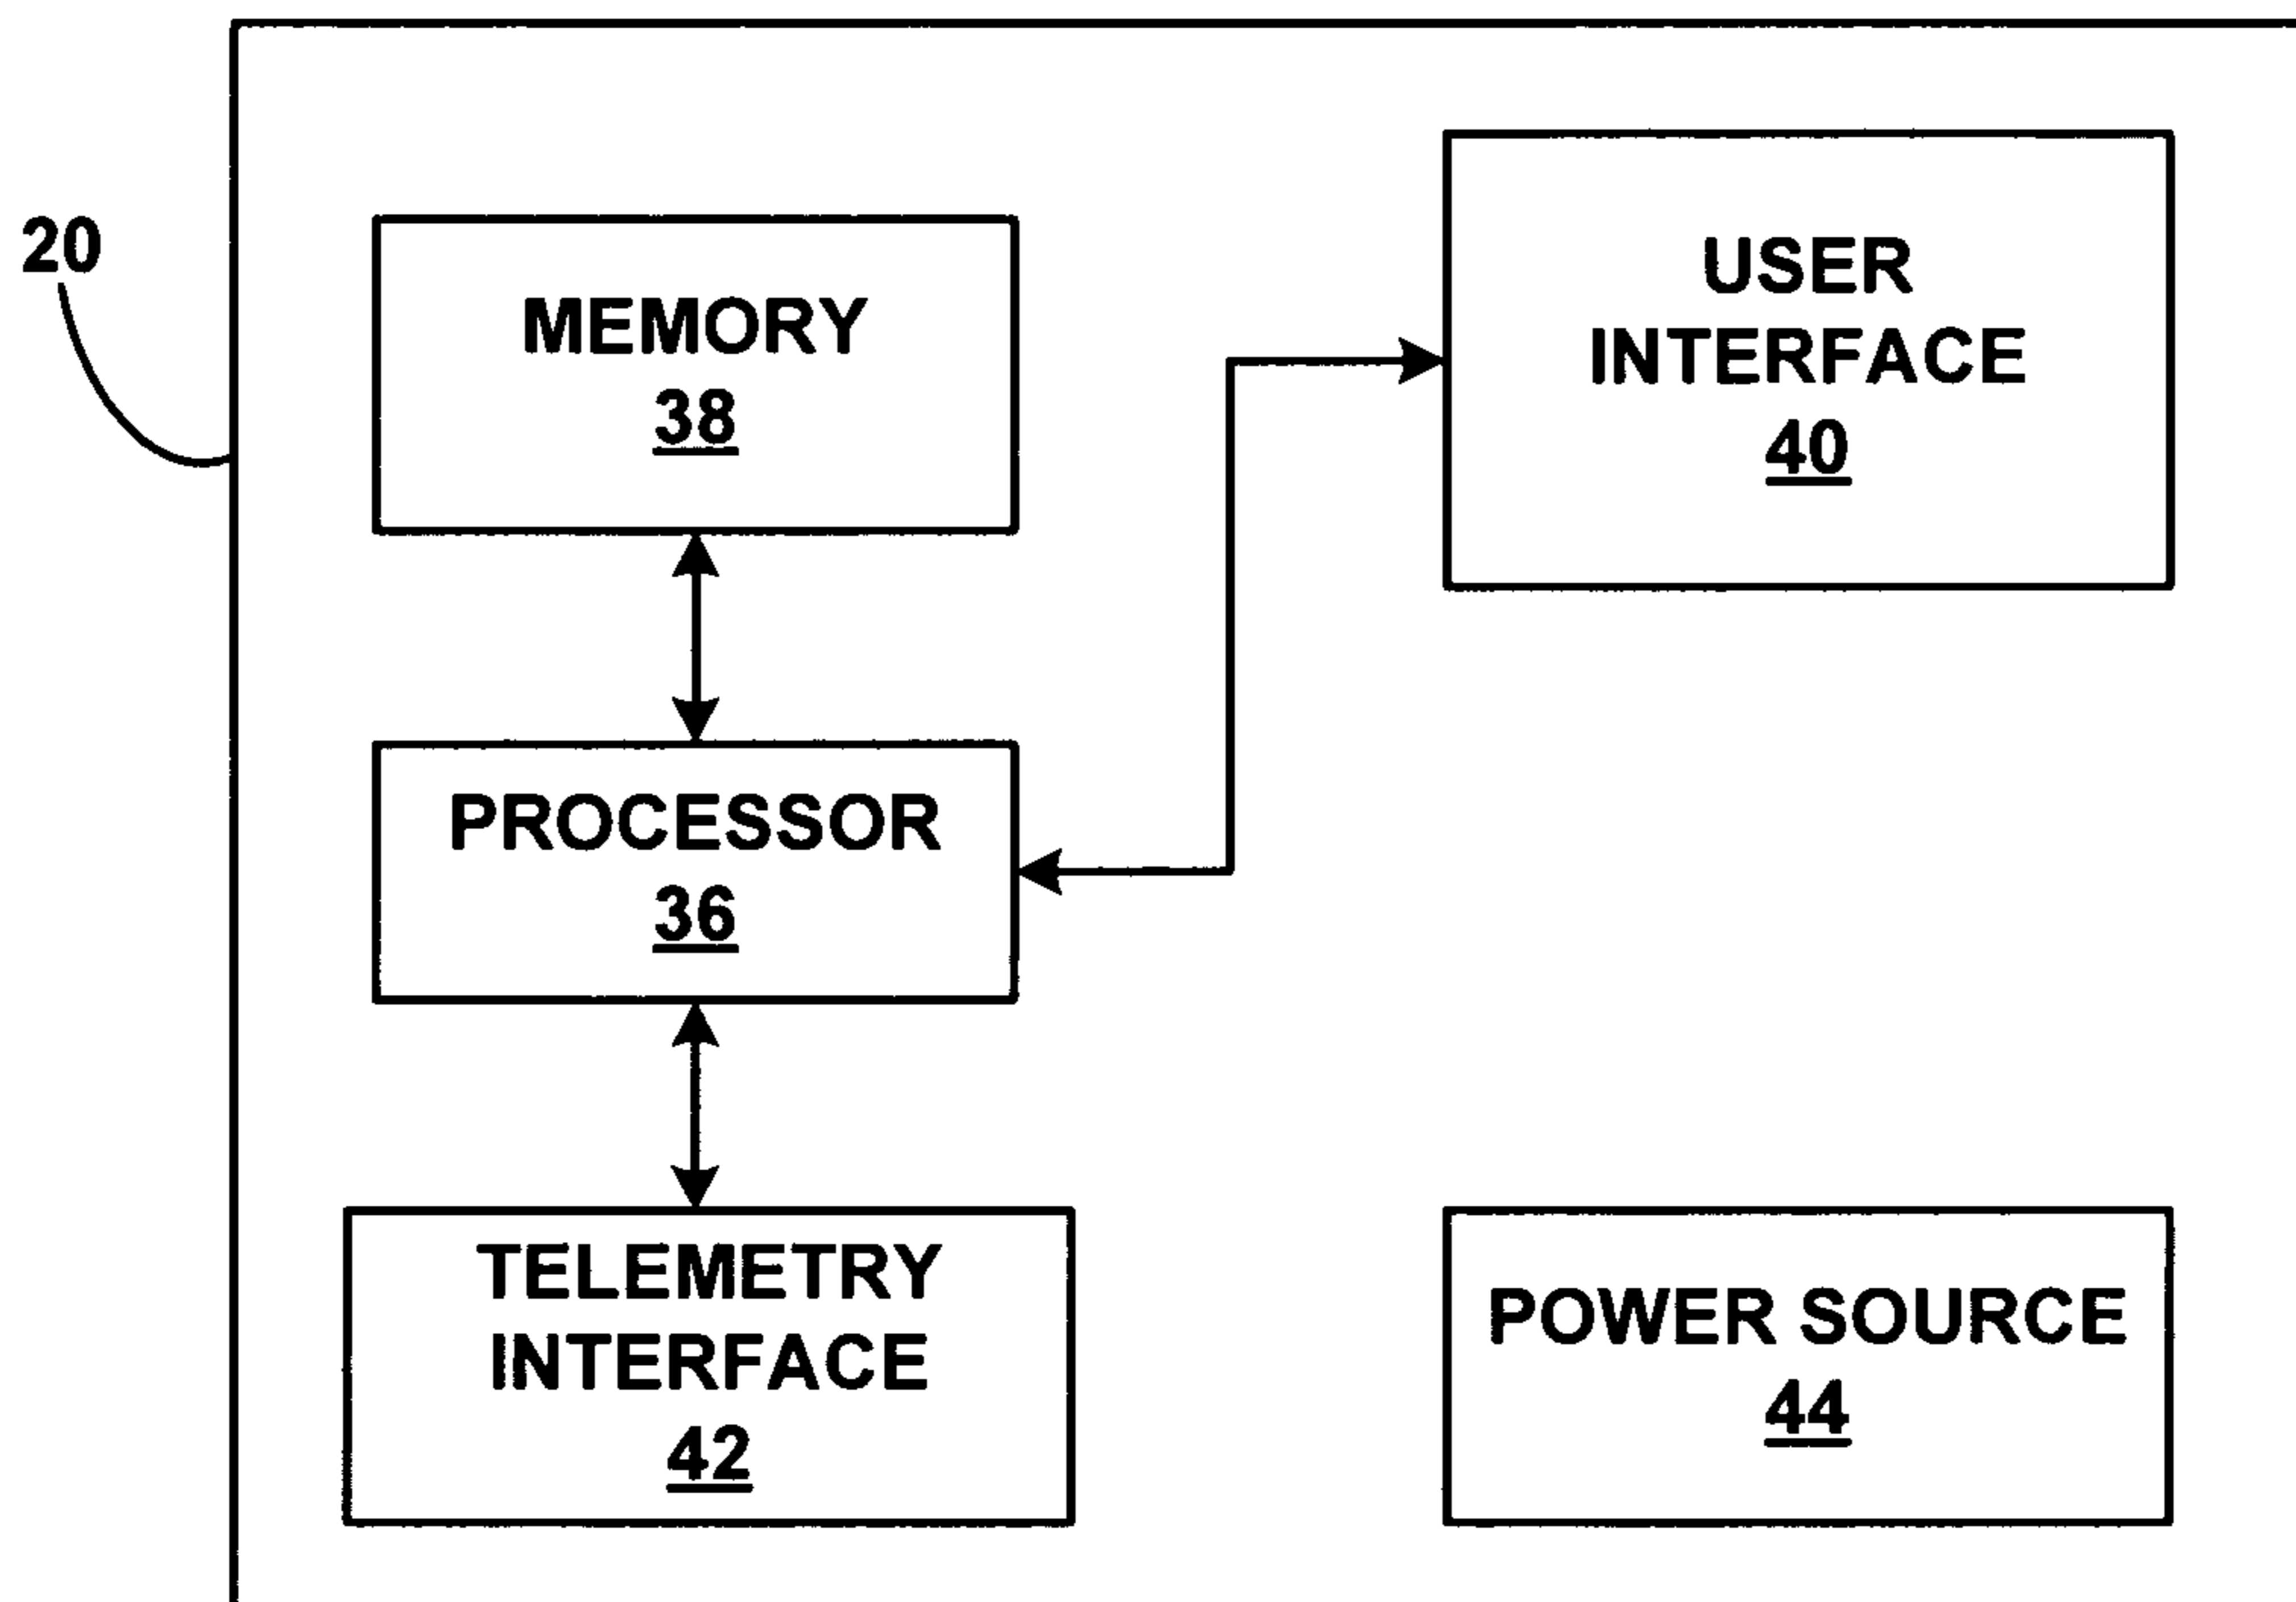 20
MEMORY
38
USER
INTERFACE
40
PROCESSOR
36
TELEMETRY
INTERFACE
42
POWER SOURCE
44